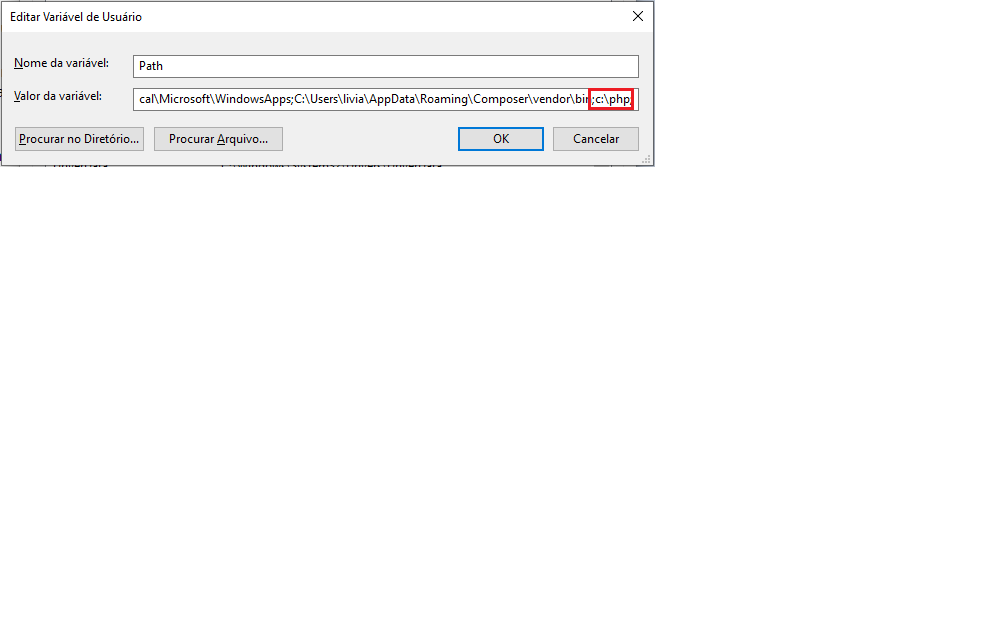 Editar Variável de Usuário
Nome da variável:
Path
Valor da variável:
cal\Microsoft\WindowsApps;C:\Users\livia\AppData\Roaming\Composer\vendor\bin;c:\php;
Procurar no Diretório...
Procurar Arquivo...
OK
Cancelar